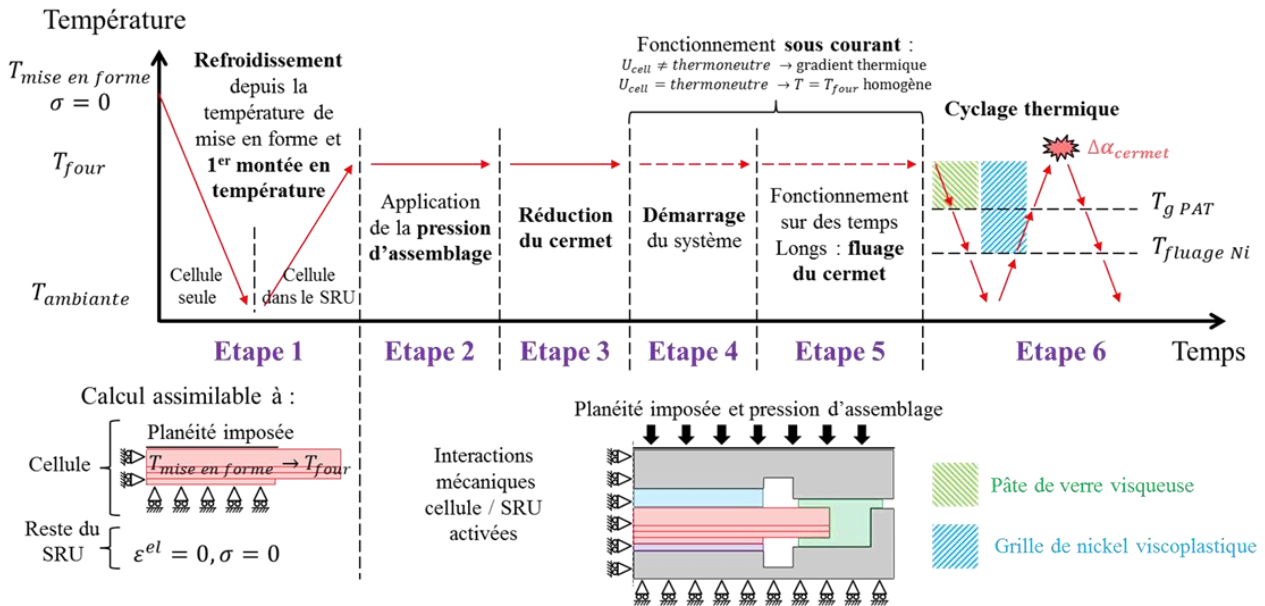 Température
T_mise en forme
σ = 0
T_four
T_ambiante
Refroidissement
depuis la
température de
mise en forme et
1er montée en
température
Cellule
seule
Cellule
dans le SRU
Application
de la pression
d’assemblage
Réduction
du cermet
Fonctionnement sous courant :
U_cell ≠ thermoneutre → gradient thermique
U_cell = thermoneutre → T = T_four homogène
Démarrage
du système
Fonctionnement
sur des temps
Longs : fluage
du cermet
Cyclage thermique
Δα_cermet
T_g PAT
T_fluage Ni
Etape 1
Etape 2
Etape 3
Etape 4
Etape 5
Etape 6
Temps
Calcul assimilable à :
Planéité imposée
Cellule
T_mise en forme → T_four
Reste du
SRU
ε^el = 0, σ = 0
Interactions
mécaniques
cellule / SRU
activées
Planéité imposée et pression d’assemblage
Pâte de verre visqueuse
Grille de nickel viscoplastique